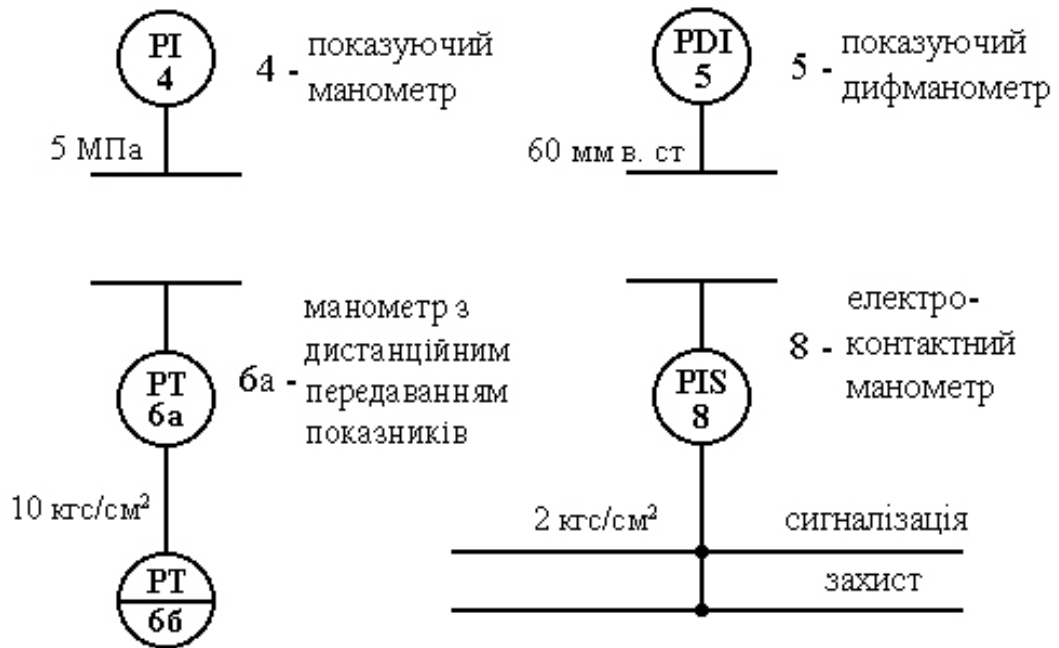 PI
4
4 - показуючий
манометр
5 МПа
PDI
5
5 - показуючий
дифманометр
60 мм в. ст
PT
6а
6а - манометр з
дистанційним
передаванням
показників
10 кгс/см²
PT
6б
PIS
8
8 - електро-
контактний
манометр
2 кгс/см²
сигналізація
захист